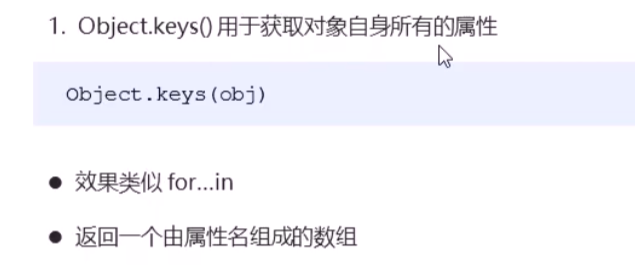 1. Object.keys() 用于获取对象自身所有的属性
Object.keys(obj)
● 效果类似 for...in
● 返回一个由属性名组成的数组